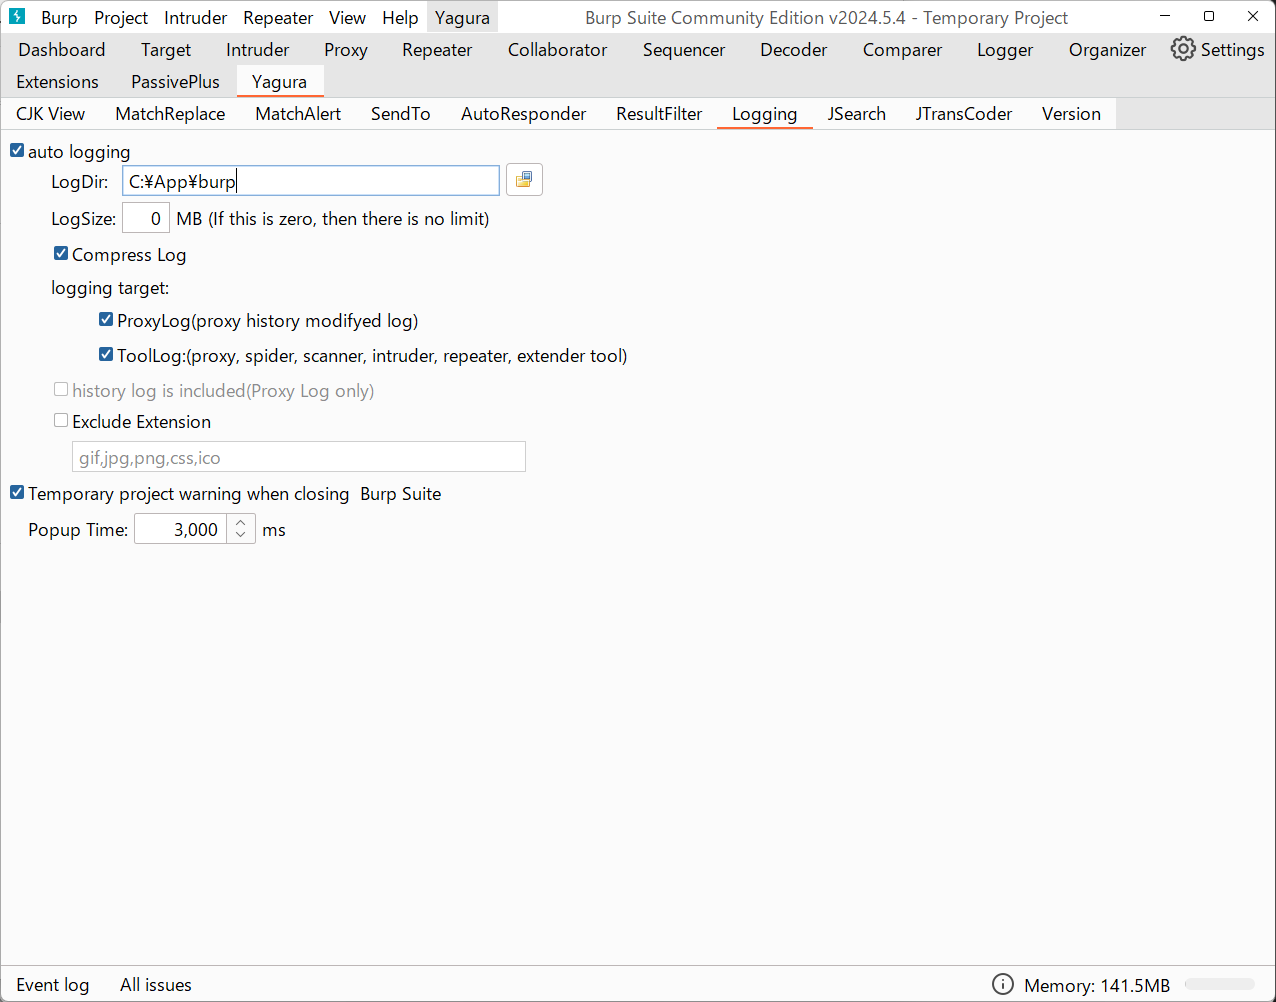 Burp Project Intruder Repeater View Help Yagura Burp Suite Community Edition v2024.5.4 - Temporary Project
Dashboard Target Intruder Proxy Repeater Collaborator Sequencer Decoder Comparer Logger Organizer Settings
Extensions PassivePlus Yagura
CJK View MatchReplace MatchAlert SendTo AutoResponder ResultFilter Logging JSearch JTransCoder Version
auto logging
LogDir: C:¥App¥burp
LogSize: 0 MB (If this is zero, then there is no limit)
Compress Log
logging target:
ProxyLog(proxy history modifyed log)
ToolLog:(proxy, spider, scanner, intruder, repeater, extender tool)
history log is included(Proxy Log only)
Exclude Extension
gif,jpg,png,css,ico
Temporary project warning when closing  Burp Suite
Popup Time: 3,000 ms
Event log All issues Memory: 141.5MB